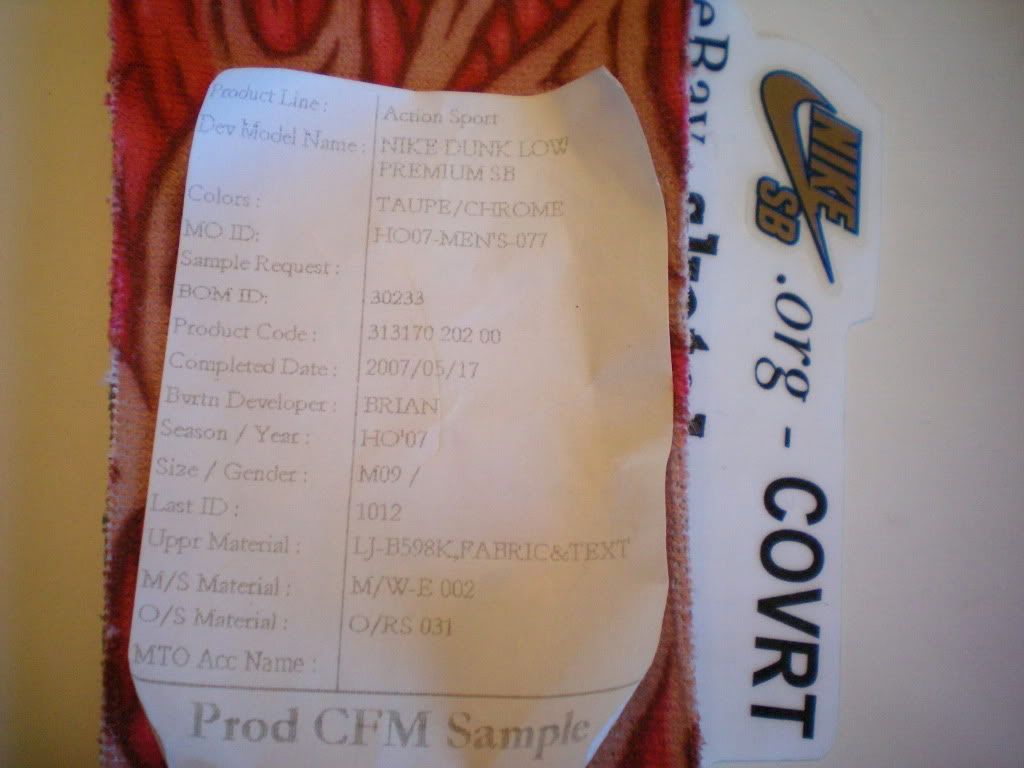 Product Line : Action Sport
Dev Model Name : NIKE DUNK LOW
PREMIUM SB
Colors : TAUPE/CHROME
MO ID: HO07-MEN'S-077
Sample Request :
BOM ID: 30233
Product Code : 313170 202 00
Completed Date : 2007/05/17
Bvrtn Developer : BRIAN
Season / Year : HO'07
Size / Gender : M09 /
Last ID : 1012
Uppr Material : LJ-B598K,FABRIC&TEXT
M/S Material : M/W-E 002
O/S Material : O/RS 031
MTO Acc Name :
Prod CFM Sample
eBay
NIKE
SB
.org - COVRT